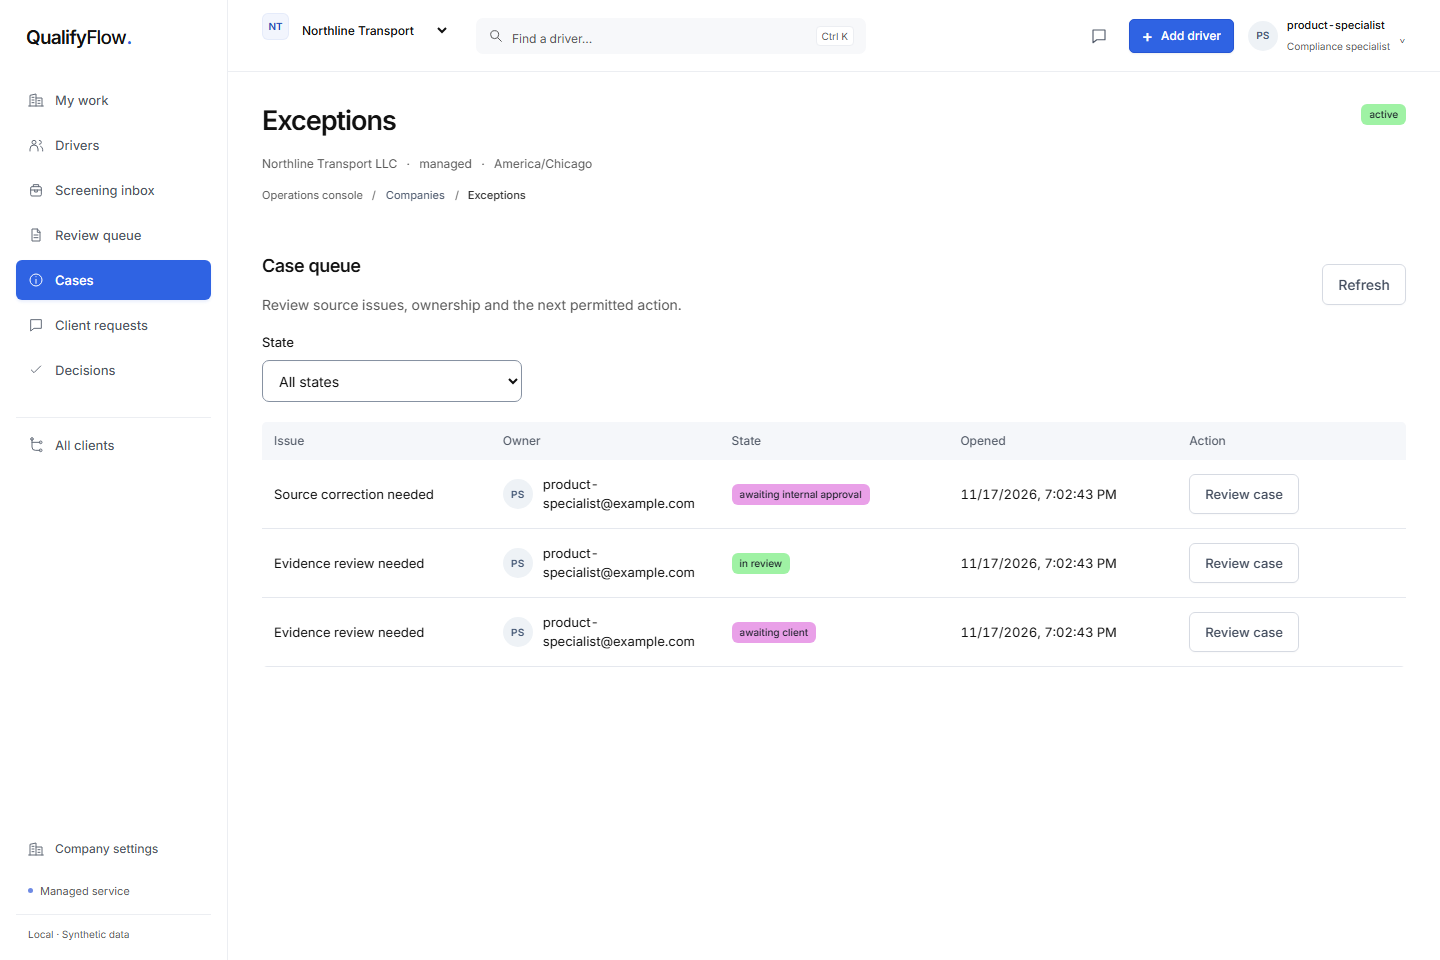 QualifyFlow.
NT
Northline Transport
Find a driver...
Ctrl K
+ Add driver
PS
product-specialist
Compliance specialist
My work
Drivers
Screening inbox
Review queue
Cases
Client requests
Decisions
All clients
Company settings
Managed service
Local · Synthetic data
Exceptions
active
Northline Transport LLC · managed · America/Chicago
Operations console / Companies / Exceptions
Case queue
Refresh
Review source issues, ownership and the next permitted action.
State
All states
Issue Owner State Opened Action
Source correction needed PS product-
specialist@example.com awaiting internal approval 11/17/2026, 7:02:43 PM Review case
Evidence review needed PS product-
specialist@example.com in review 11/17/2026, 7:02:43 PM Review case
Evidence review needed PS product-
specialist@example.com awaiting client 11/17/2026, 7:02:43 PM Review case